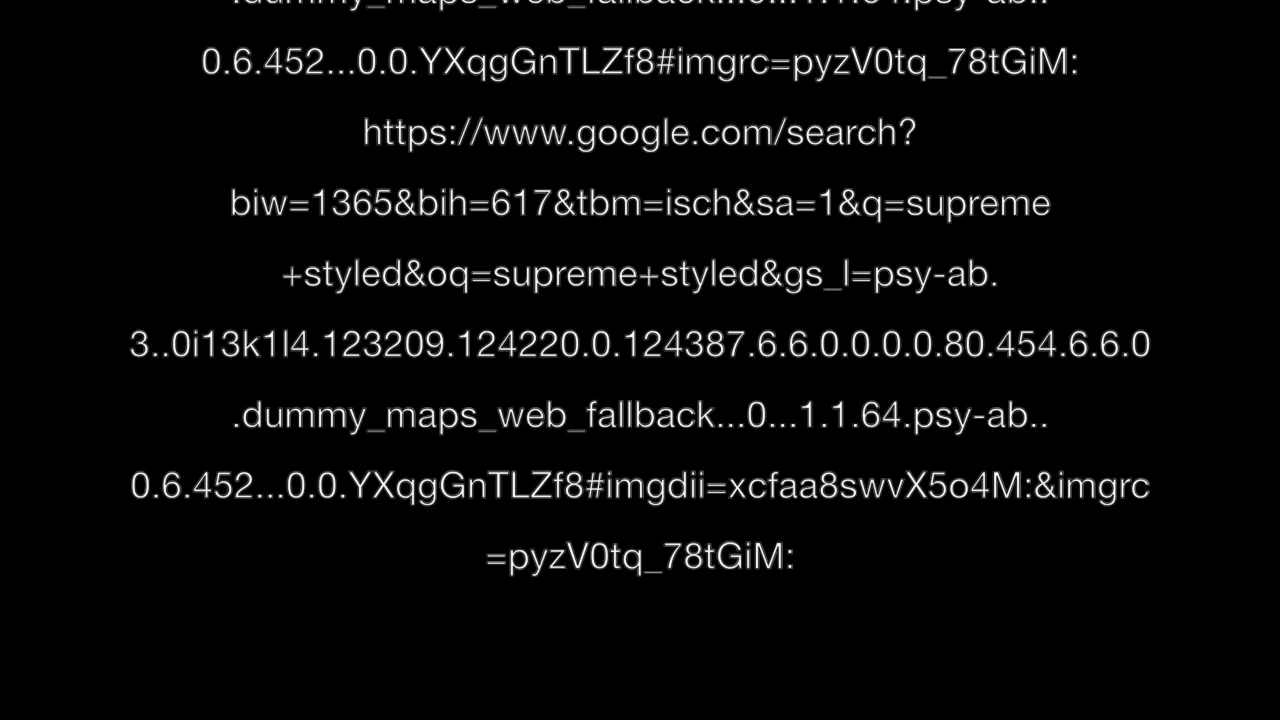 0.6.452...0.0.YXqgGnTLZf8#imgrc=pyzV0tq_78tGiM:
https://www.google.com/search?
biw=1365&bih=617&tbm=isch&sa=1&q=supreme
+styled&oq=supreme+styled&gs_l=psy-ab.
3..0i13k1l4.123209.124220.0.124387.6.6.0.0.0.0.80.454.6.6.0
.dummy_maps_web_fallback...0...1.1.64.psy-ab..
0.6.452...0.0.YXqgGnTLZf8#imgdii=xcfaa8swvX5o4M:&imgrc
=pyzV0tq_78tGiM: